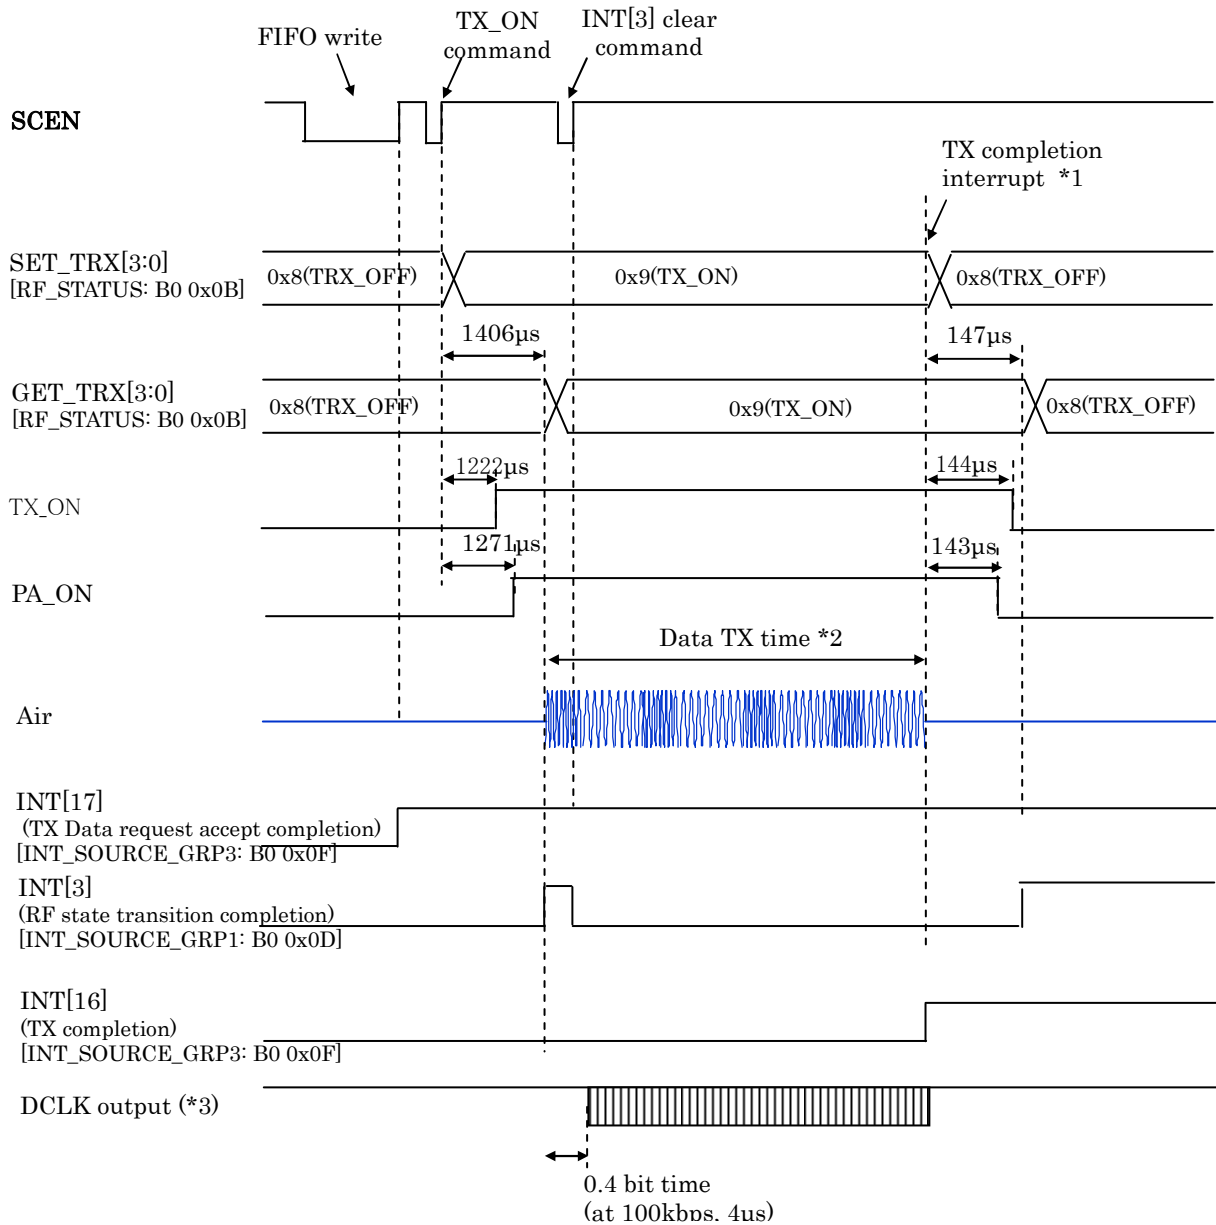 FIFO write
TX_ON
command
INT[3] clear
command
SCEN
TX completion
interrupt *1
SET_TRX[3:0]
[RF_STATUS: B0 0x0B]
0x8(TRX_OFF)
0x9(TX_ON)
0x8(TRX_OFF)
1406µs
147µs
GET_TRX[3:0]
[RF_STATUS: B0 0x0B]
0x8(TRX_OFF)
0x9(TX_ON)
0x8(TRX_OFF)
1222µs
144µs
TX_ON
1271µs
143µs
PA_ON
Data TX time *2
Air
INT[17]
(TX Data request accept completion)
[INT_SOURCE_GRP3: B0 0x0F]
INT[3]
(RF state transition completion)
[INT_SOURCE_GRP1: B0 0x0D]
INT[16]
(TX completion)
[INT_SOURCE_GRP3: B0 0x0F]
DCLK output (*3)
0.4 bit time
(at 100kbps, 4us)